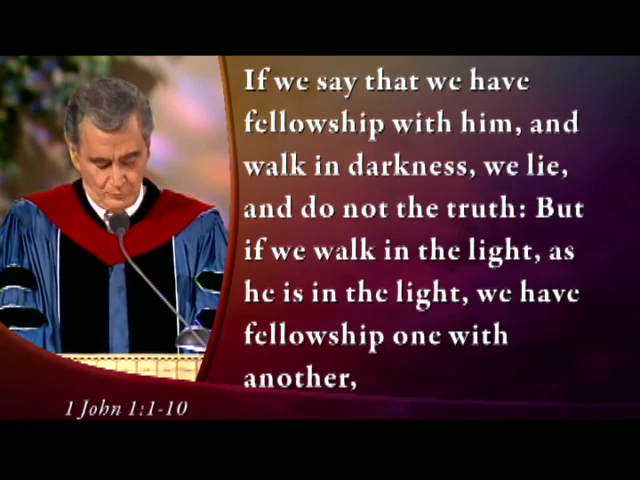 If we say that we have
fellowship with him, and
walk in darkness, we lie,
and do not the truth: But
if we walk in the light, as
he is in the light, we have
fellowship one with
another,
1 John 1:1-10